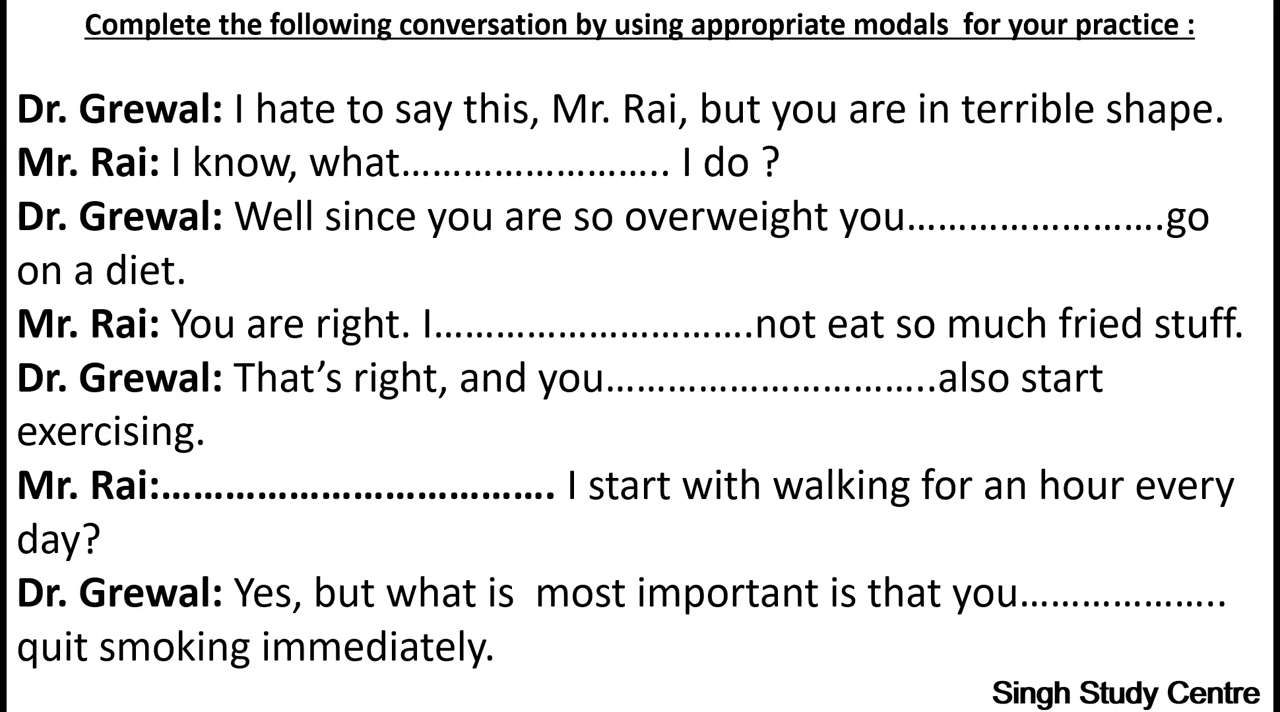 Complete the following conversation by using appropriate modals  for your practice :
Dr. Grewal: I hate to say this, Mr. Rai, but you are in terrible shape.
Mr. Rai: I know, what…………………….. I do ?
Dr. Grewal: Well since you are so overweight you…………………….go
on a diet.
Mr. Rai: You are right. I………………………….not eat so much fried stuff.
Dr. Grewal: That’s right, and you…………………………..also start
exercising.
Mr. Rai:………………………………. I start with walking for an hour every
day?
Dr. Grewal: Yes, but what is  most important is that you………………..
quit smoking immediately.
Singh Study Centre